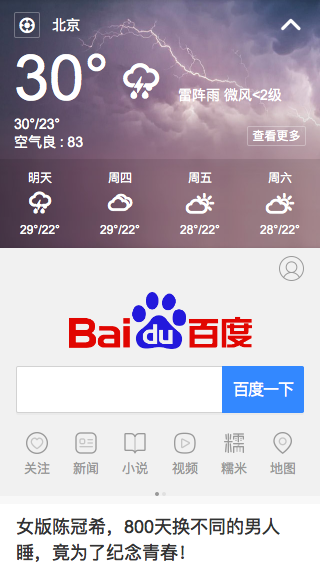 北京
30°
雷阵雨 微风<2级
30°/23°
空气良 : 83
查看更多
明天 周四 周五 周六
29°/22° 29°/22° 28°/22° 28°/22°
Bai du 百度
百度一下
糯
关注 新闻 小说 视频 糯米 地图
女版陈冠希，800天换不同的男人
睡，竟为了纪念青春！